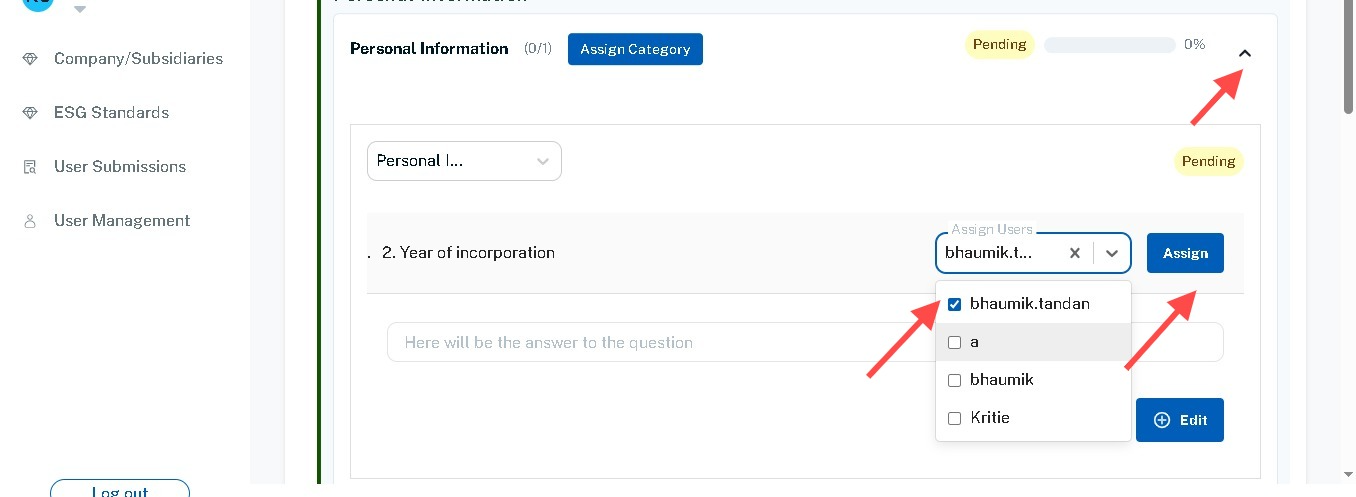 Personal Information
Company/Subsidiaries
ESG Standards
User Submissions
User Management
Log out
Personal Information (0/1) Assign Category Pending 0%
Personal I... Pending
Assign Users
. 2. Year of incorporation bhaumik.t... Assign
bhaumik.tandan
a
bhaumik
Kritie
Here will be the answer to the question
Edit